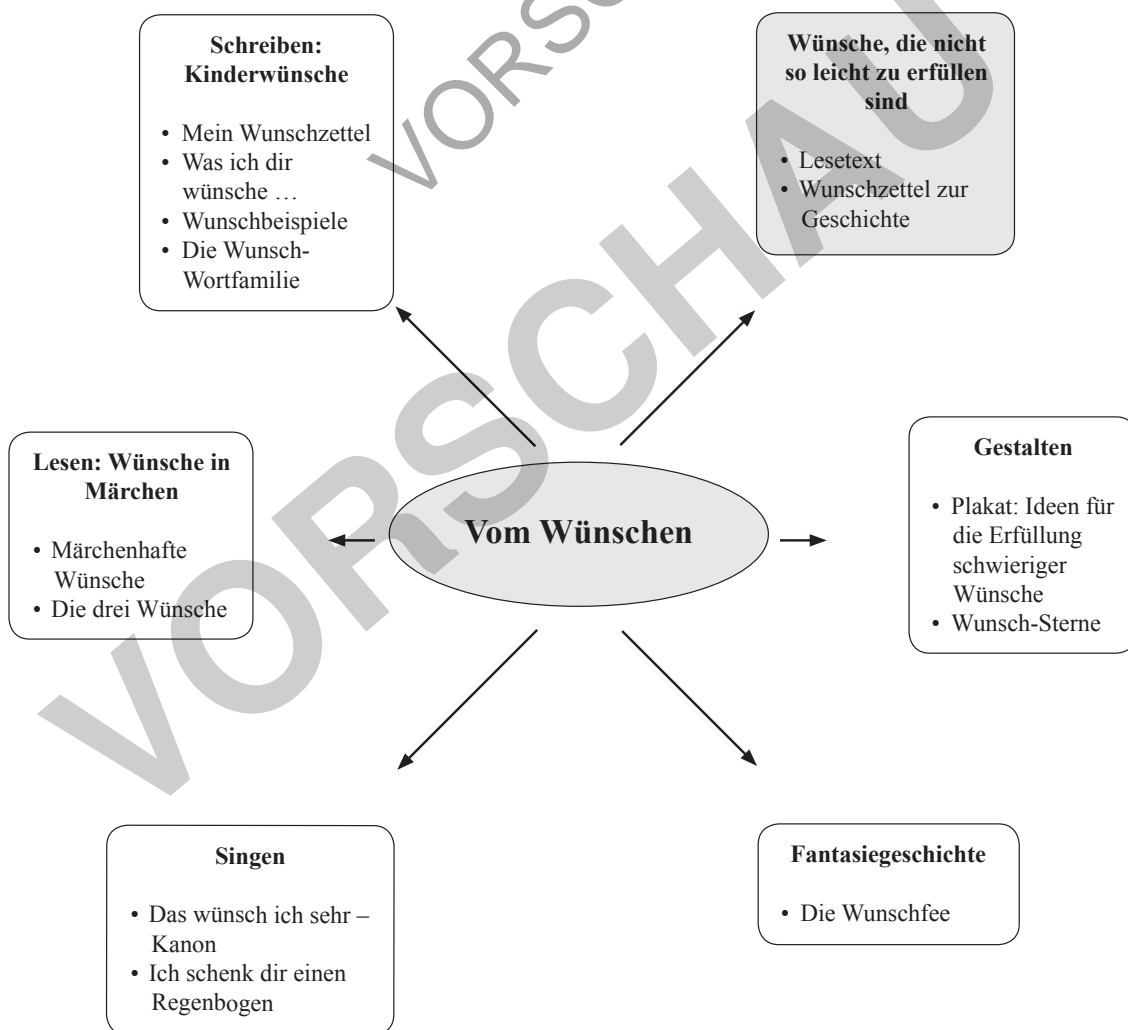 Schreiben:
Kinderwünsche
• Mein Wunschzettel
• Was ich dir
wünsche …
• Wunschbeispiele
• Die Wunsch-
Wortfamilie
Wünsche, die nicht
so leicht zu erfüllen
sind
• Lesetext
• Wunschzettel zur
Geschichte
Lesen: Wünsche in
Märchen
• Märchenhafte
Wünsche
• Die drei Wünsche
Vom Wünschen
Gestalten
• Plakat: Ideen für
die Erfüllung
schwieriger
Wünsche
• Wunsch-Sterne
Singen
• Das wünsch ich sehr –
Kanon
• Ich schenk dir einen
Regenbogen
Fantasiegeschichte
• Die Wunschfee
VORSCHAU